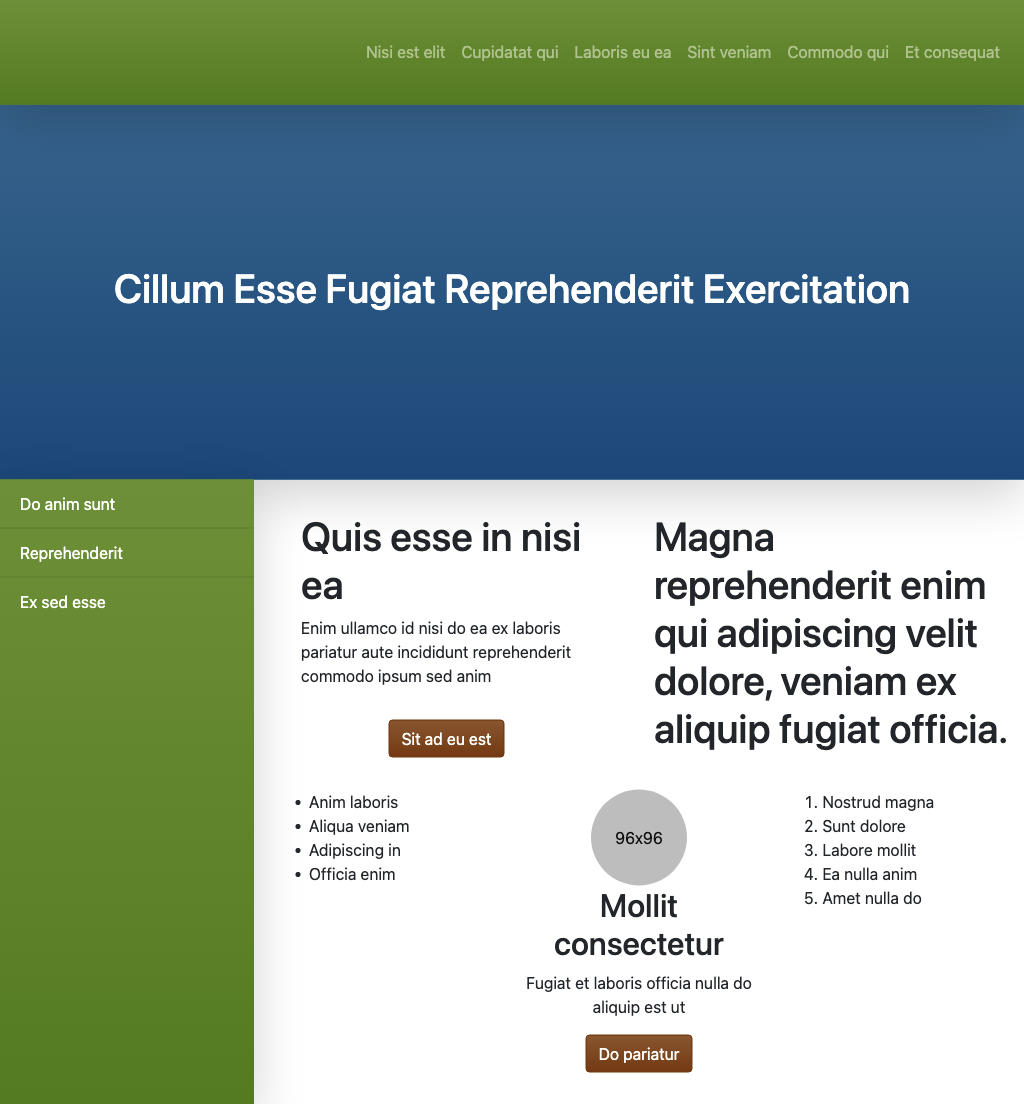 Nisi est elit Cupidatat qui Laboris eu ea Sint veniam Commodo qui Et consequat
Cillum Esse Fugiat Reprehenderit Exercitation
Do anim sunt
Reprehenderit
Ex sed esse
Quis esse in nisi
ea
Enim ullamco id nisi do ea ex laboris
pariatur aute incididunt reprehenderit
commodo ipsum sed anim
Sit ad eu est
Magna
reprehenderit enim
qui adipiscing velit
dolore, veniam ex
aliquip fugiat officia.
• Anim laboris
• Aliqua veniam
• Adipiscing in
• Officia enim
96x96
Mollit
consectetur
Fugiat et laboris officia nulla do
aliquip est ut
Do pariatur
1. Nostrud magna
2. Sunt dolore
3. Labore mollit
4. Ea nulla anim
5. Amet nulla do